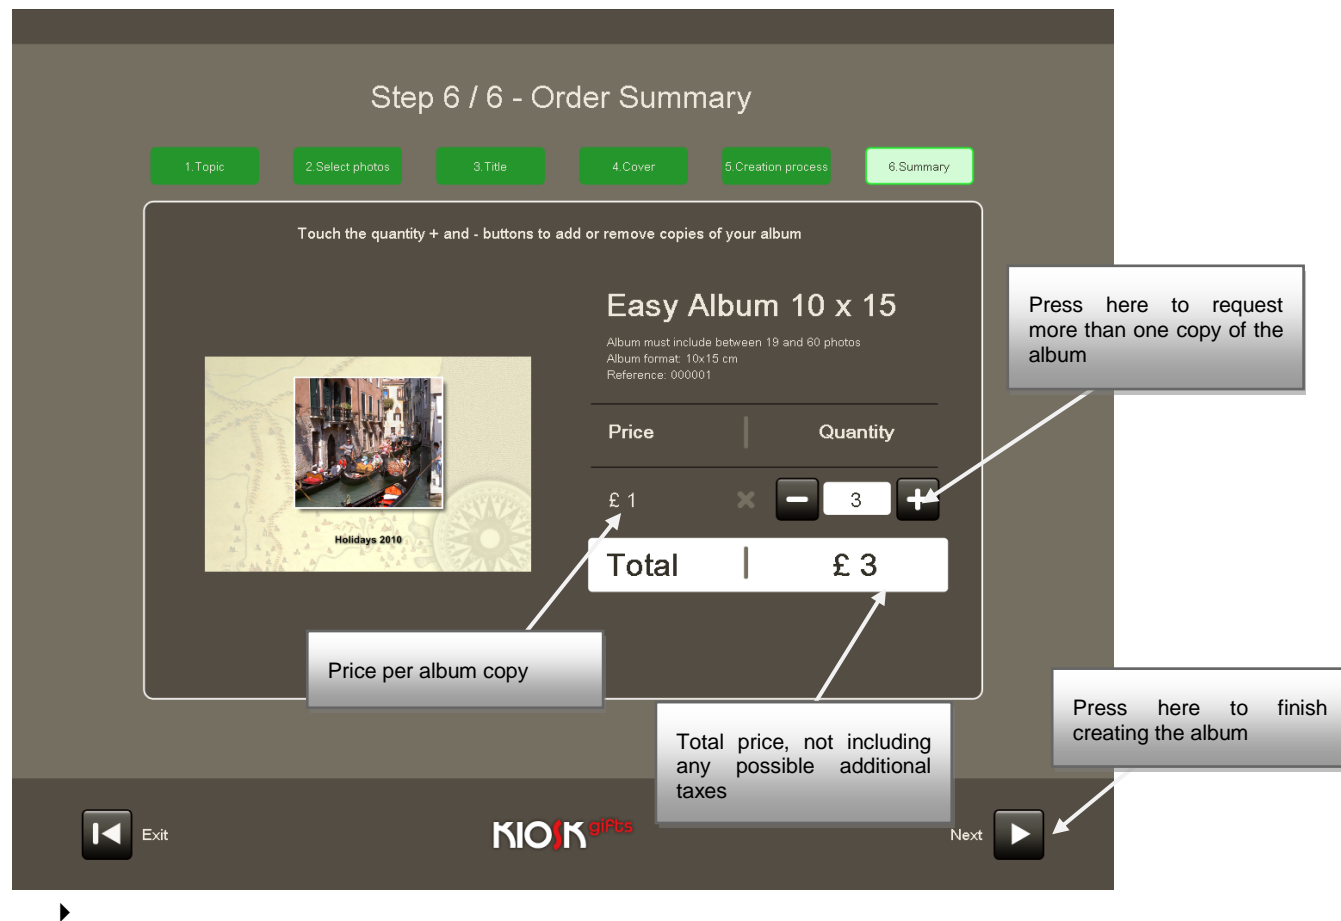 Step 6 / 6 - Order Summary
1.Topic
2.Select photos
3.Title
4.Cover
5.Creation process
6.Summary
Touch the quantity + and - buttons to add or remove copies of your album
Easy Album 10 x 15
Album must include between 19 and 60 photos
Album format: 10x15 cm
Reference: 000001
Press here to request
more than one copy of the
album
Price
Quantity
£ 1
3
Holidays 2010
Total
£ 3
Price per album copy
Total price, not including
any possible additional
taxes
Press here to finish
creating the album
Exit
KIOSK gifts
Next